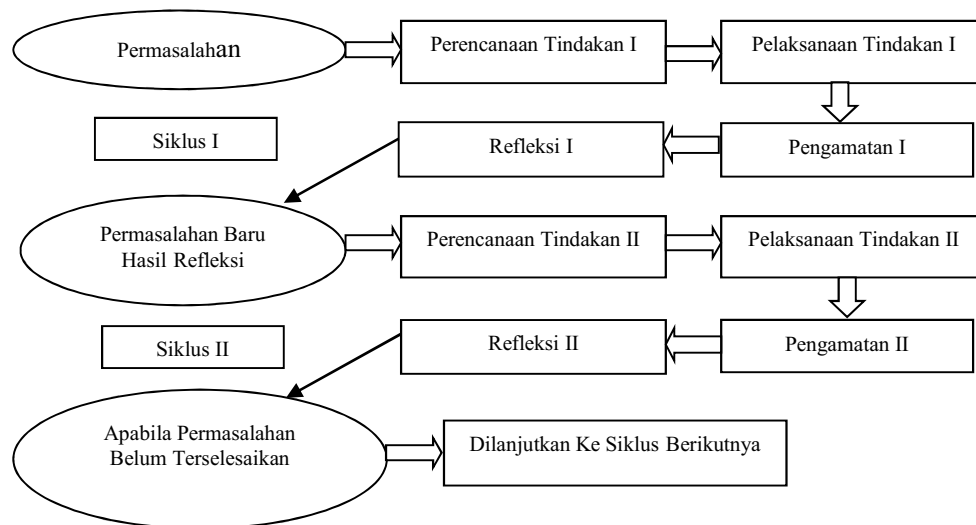 Permasalahan
Perencanaan Tindakan I
Pelaksanaan Tindakan I
Siklus I
Refleksi I
Pengamatan I
Permasalahan Baru
Hasil Refleksi
Perencanaan Tindakan II
Pelaksanaan Tindakan II
Siklus II
Refleksi II
Pengamatan II
Apabila Permasalahan
Belum Terselesaikan
Dilanjutkan Ke Siklus Berikutnya